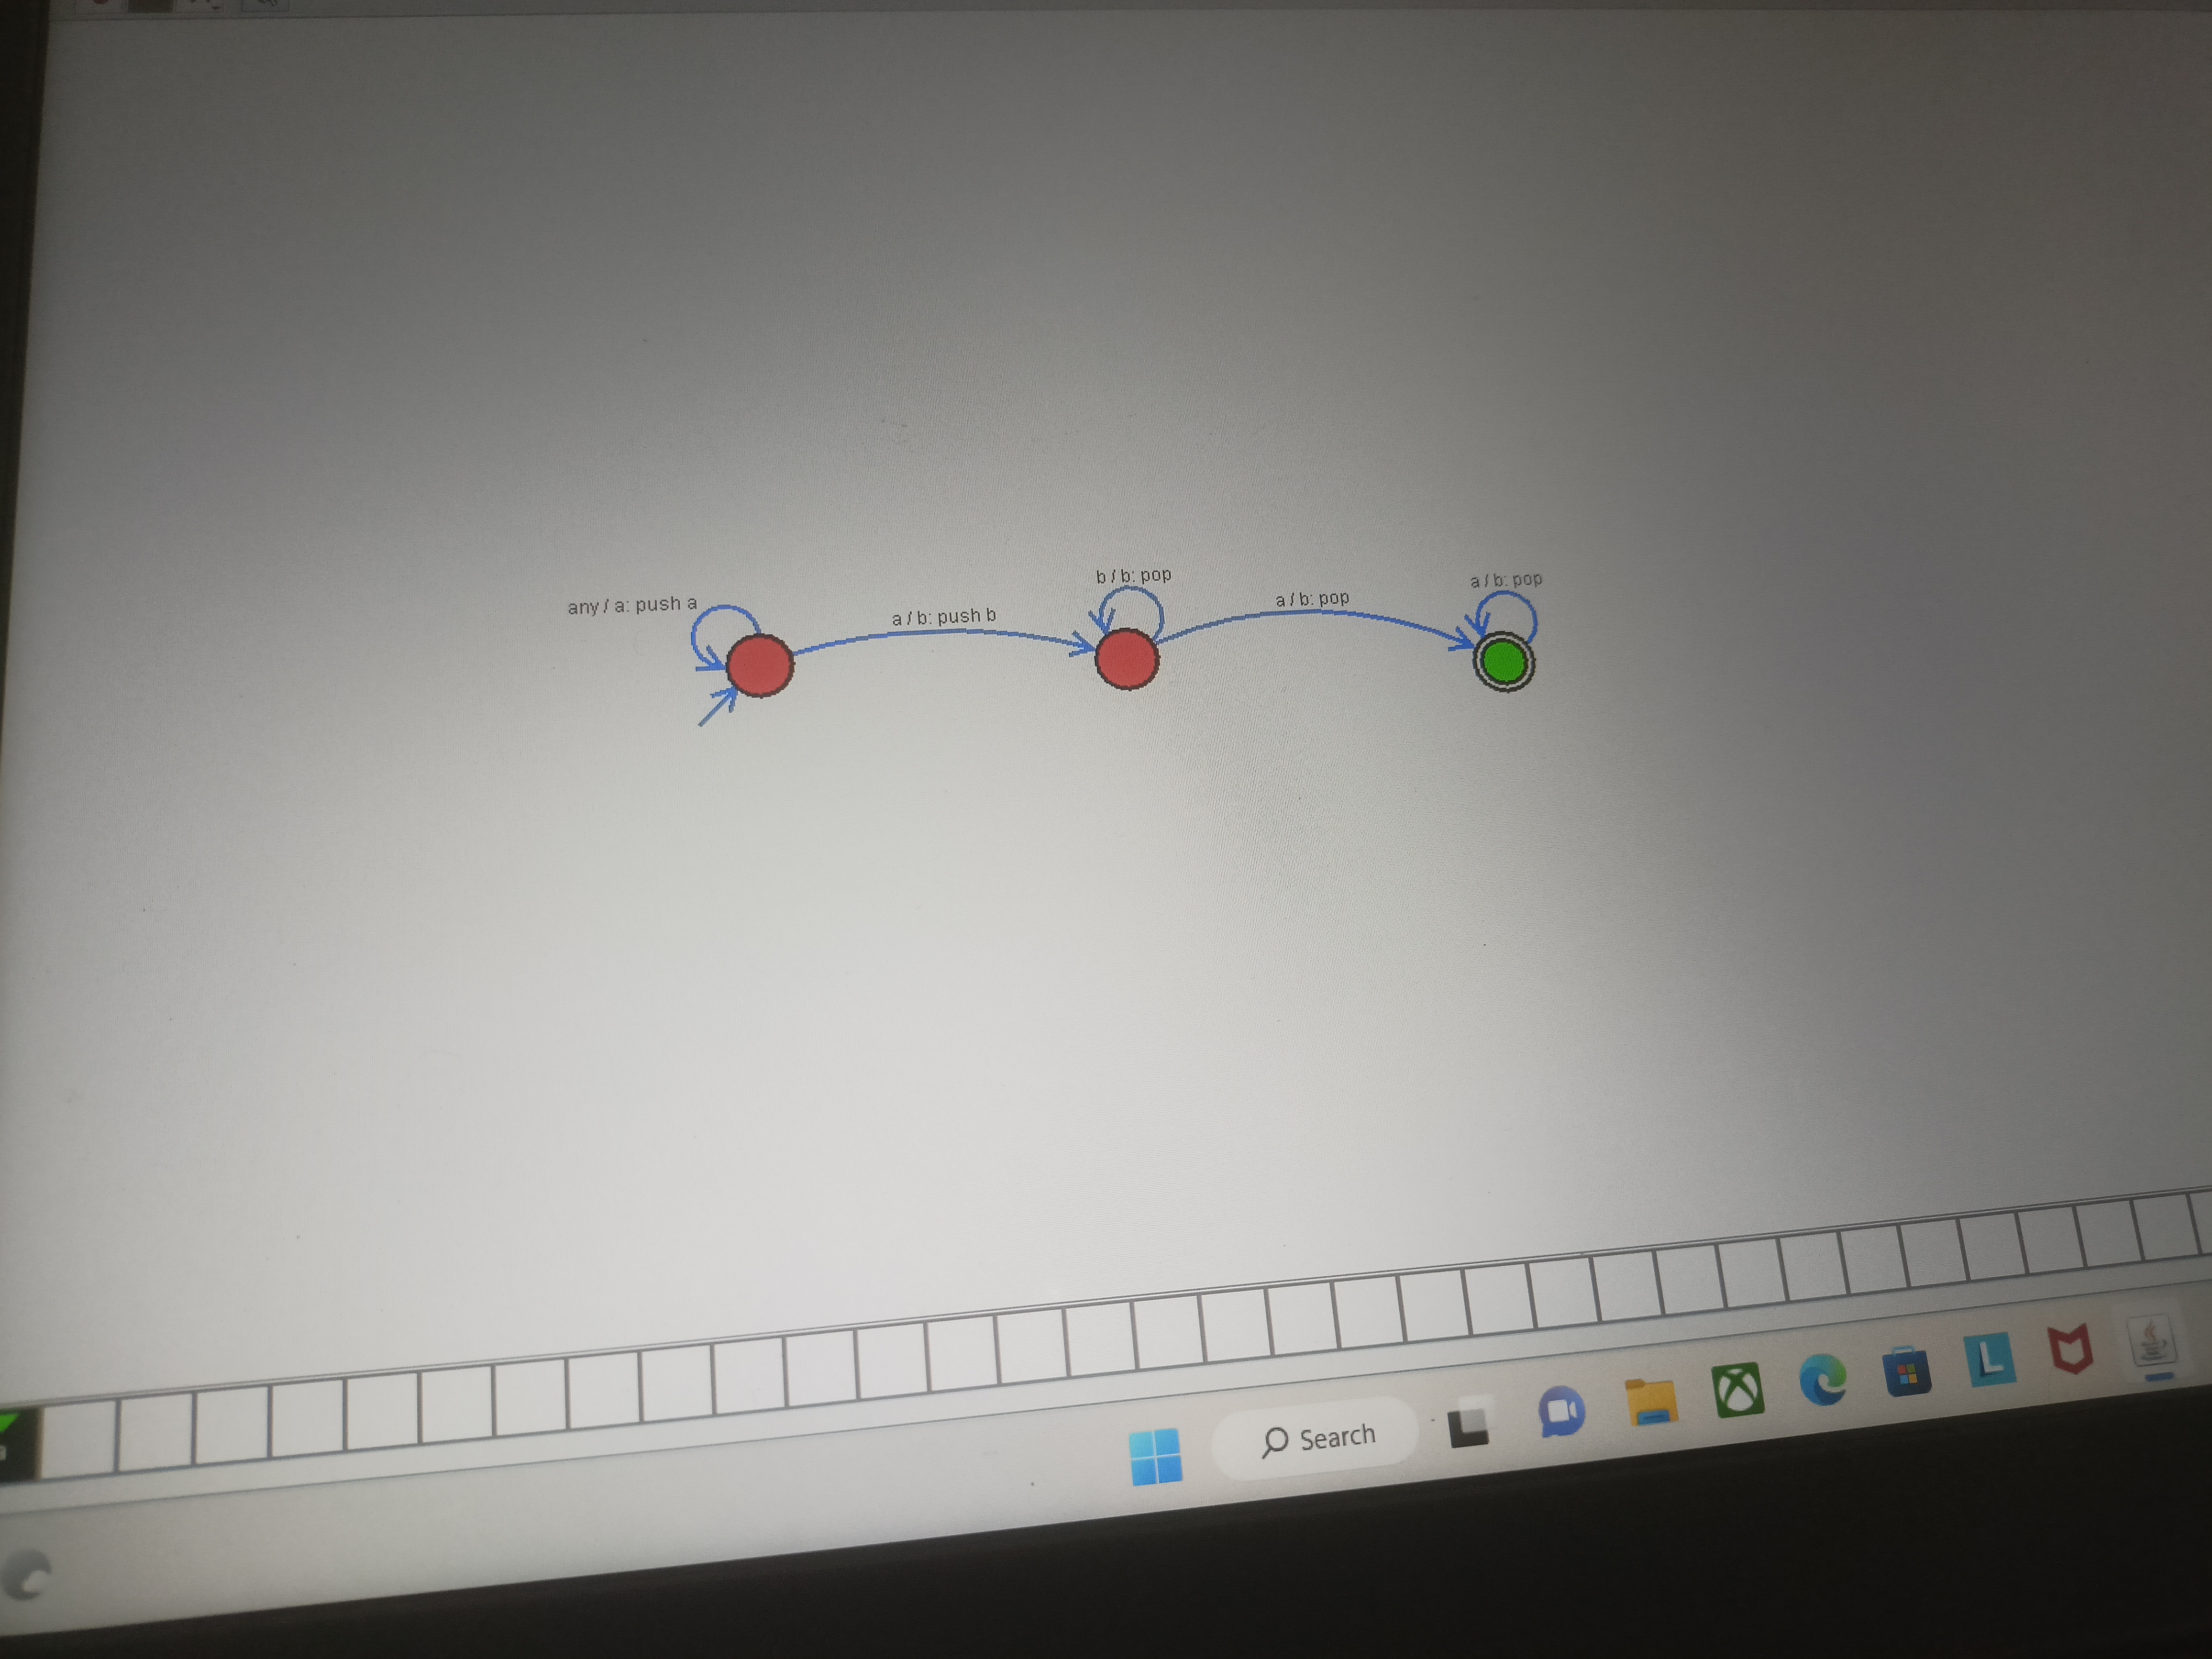 b / b: pop
a / b: pop
any / a: push a
a / b: push b
a / b: pop
Search